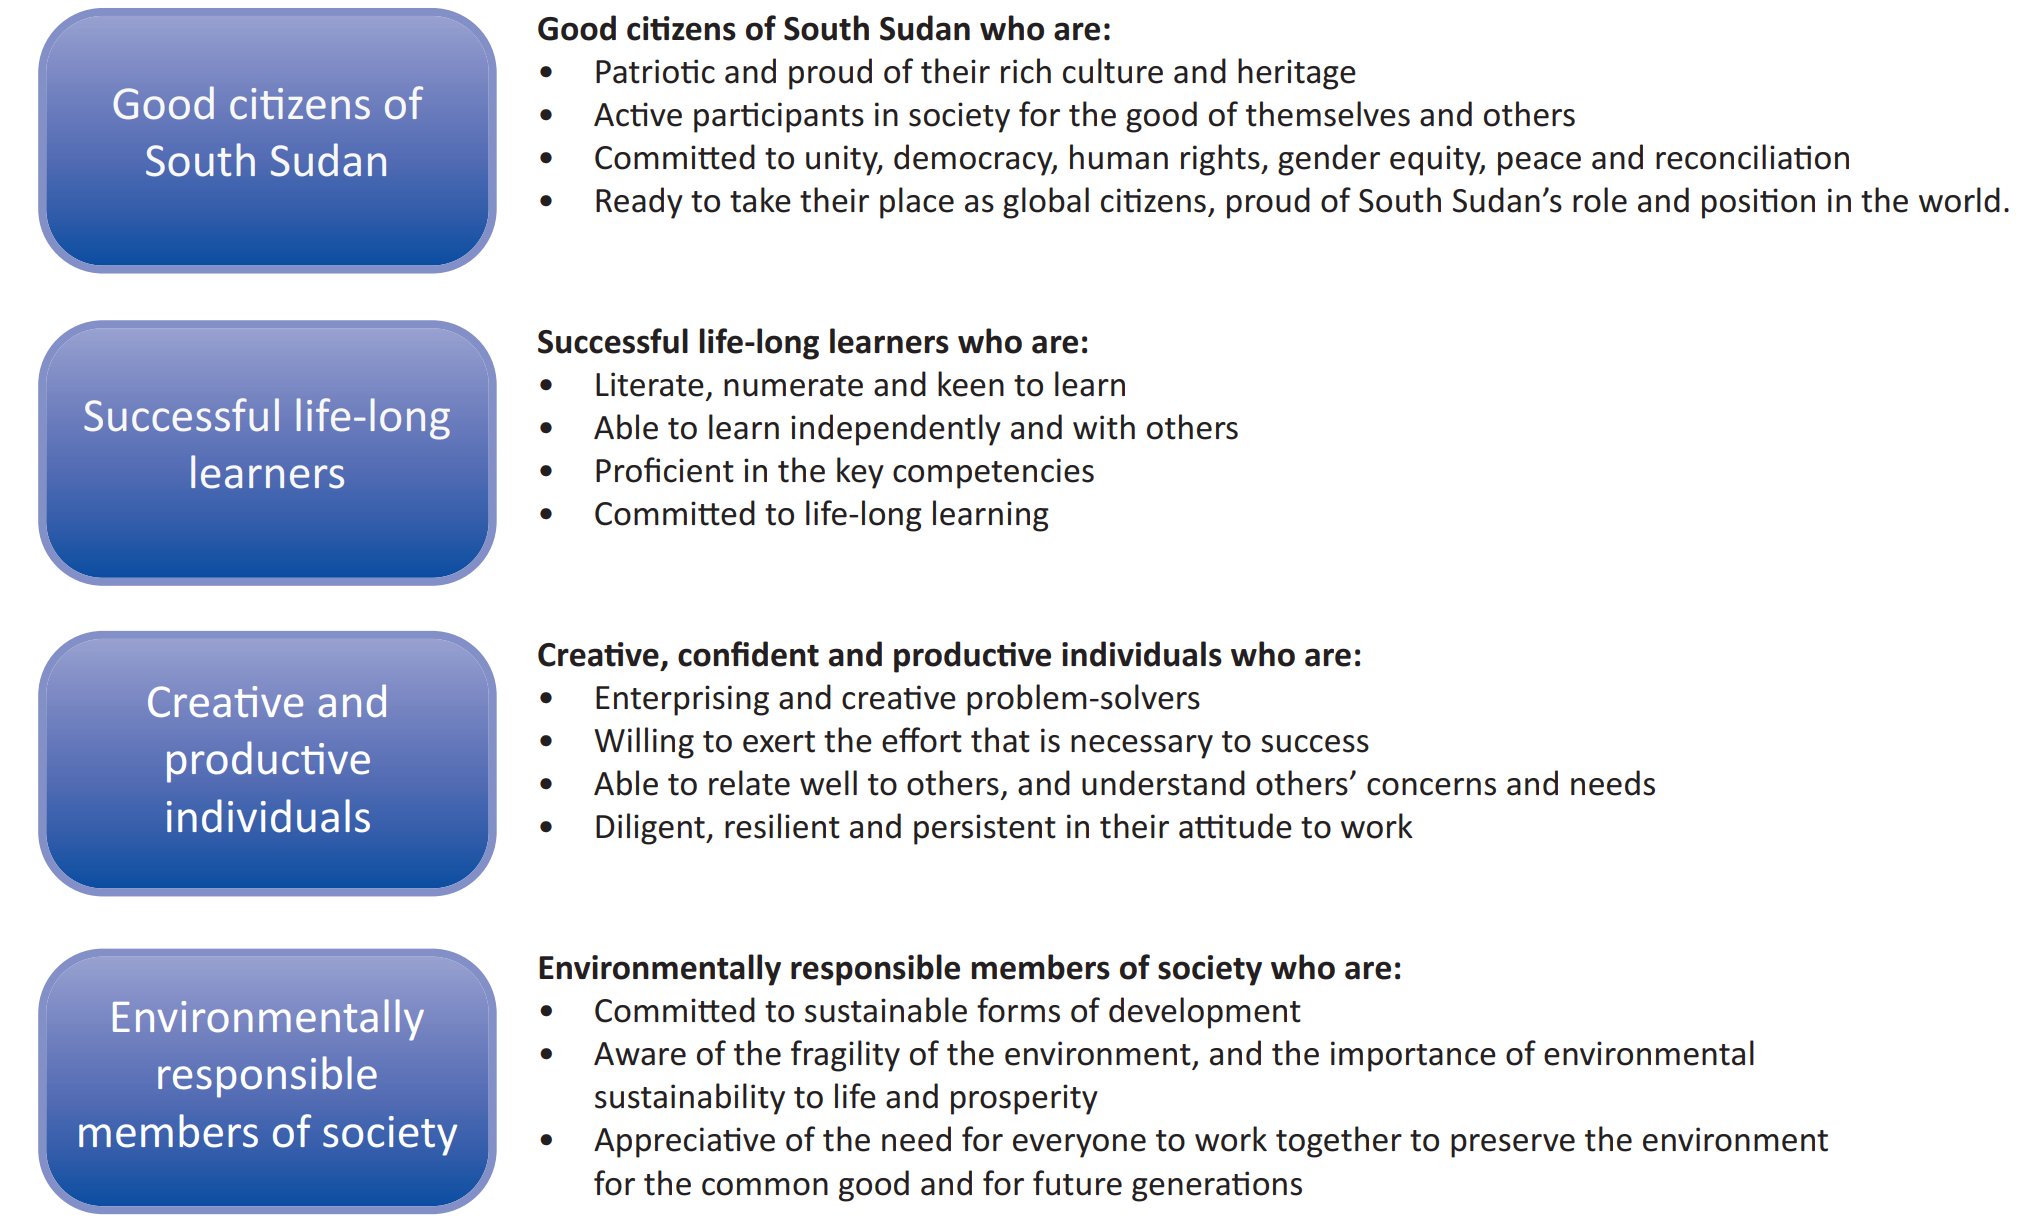 Good citizens of
South Sudan
Good citizens of South Sudan who are:
• Patriotic and proud of their rich culture and heritage
• Active participants in society for the good of themselves and others
• Committed to unity, democracy, human rights, gender equity, peace and reconciliation
• Ready to take their place as global citizens, proud of South Sudan’s role and position in the world.
Successful life-long
learners
Successful life-long learners who are:
• Literate, numerate and keen to learn
• Able to learn independently and with others
• Proficient in the key competencies
• Committed to life-long learning
Creative and
productive
individuals
Creative, confident and productive individuals who are:
• Enterprising and creative problem-solvers
• Willing to exert the effort that is necessary to success
• Able to relate well to others, and understand others’ concerns and needs
• Diligent, resilient and persistent in their attitude to work
Environmentally
responsible
members of society
Environmentally responsible members of society who are:
• Committed to sustainable forms of development
• Aware of the fragility of the environment, and the importance of environmental
sustainability to life and prosperity
• Appreciative of the need for everyone to work together to preserve the environment
for the common good and for future generations